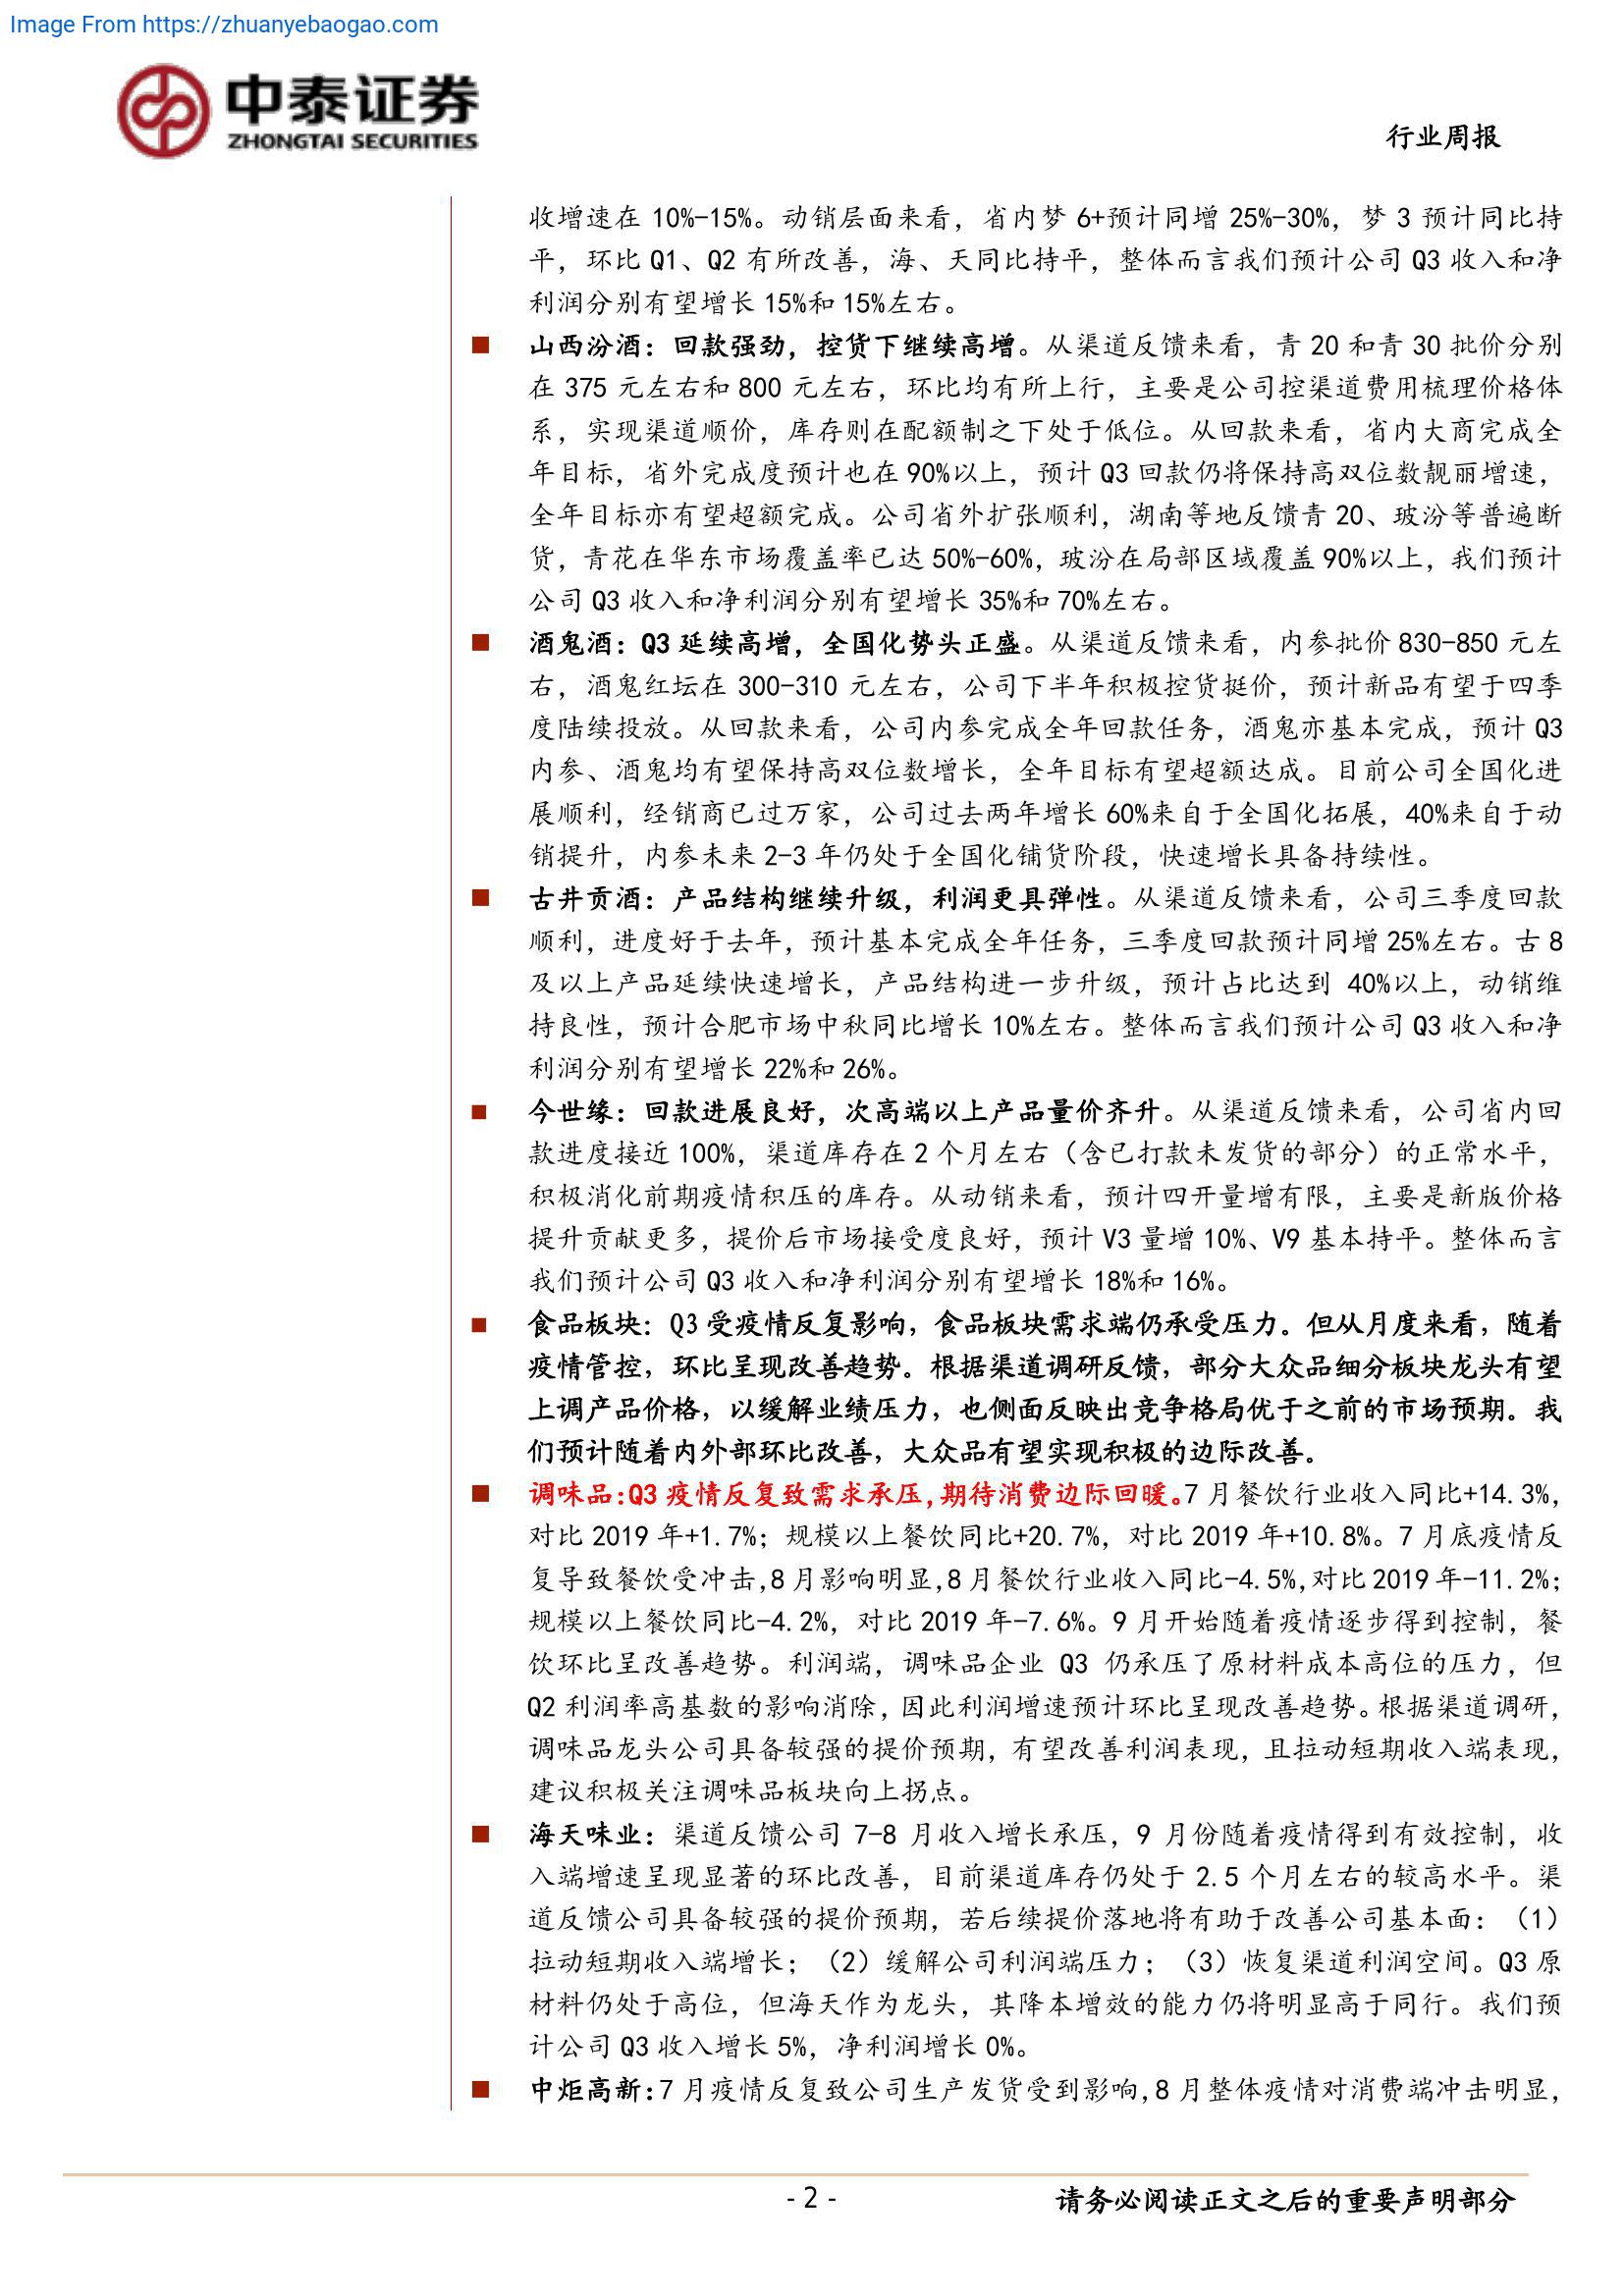 Image From https://zhuanyebaogao.com
中泰证券
ZHONGTAI SECURITIES
行业周报
收增速在 10%-15%。动销层面来看，省内梦 6+预计同增 25%-30%，梦 3 预计同比持
平，环比 Q1、Q2 有所改善，海、天同比持平，整体而言我们预计公司 Q3 收入和净
利润分别有望增长 15%和 15%左右。
■ 山西汾酒：回款强劲，控货下继续高增。从渠道反馈来看，青 20 和青 30 批价分别
在 375 元左右和 800 元左右，环比均有所上行，主要是公司控渠道费用梳理价格体
系，实现渠道顺价，库存则在配额制之下处于低位。从回款来看，省内大商完成全
年目标，省外完成度预计也在 90%以上，预计 Q3 回款仍将保持高双位数靓丽增速，
全年目标亦有望超额完成。公司省外扩张顺利，湖南等地反馈青 20、玻汾等普遍断
货，青花在华东市场覆盖率已达 50%-60%，玻汾在局部区域覆盖 90%以上，我们预计
公司 Q3 收入和净利润分别有望增长 35%和 70%左右。
■ 酒鬼酒：Q3 延续高增，全国化势头正盛。从渠道反馈来看，内参批价 830-850 元左
右，酒鬼红坛在 300-310 元左右，公司下半年积极控货挺价，预计新品有望于四季
度陆续投放。从回款来看，公司内参完成全年回款任务，酒鬼亦基本完成，预计 Q3
内参、酒鬼均有望保持高双位数增长，全年目标有望超额达成。目前公司全国化进
展顺利，经销商已过万家，公司过去两年增长 60%来自于全国化拓展，40%来自于动
销提升，内参未来 2-3 年仍处于全国化铺货阶段，快速增长具备持续性。
■ 古井贡酒：产品结构继续升级，利润更具弹性。从渠道反馈来看，公司三季度回款
顺利，进度好于去年，预计基本完成全年任务，三季度回款预计同增 25%左右。古 8
及以上产品延续快速增长，产品结构进一步升级，预计占比达到 40%以上，动销维
持良性，预计合肥市场中秋同比增长 10%左右。整体而言我们预计公司 Q3 收入和净
利润分别有望增长 22%和 26%。
■ 今世缘：回款进展良好，次高端以上产品量价齐升。从渠道反馈来看，公司省内回
款进度接近 100%，渠道库存在 2 个月左右（含已打款未发货的部分）的正常水平，
积极消化前期疫情积压的库存。从动销来看，预计四开量增有限，主要是新版价格
提升贡献更多，提价后市场接受度良好，预计 V3 量增 10%、V9 基本持平。整体而言
我们预计公司 Q3 收入和净利润分别有望增长 18%和 16%。
■ 食品板块：Q3 受疫情反复影响，食品板块需求端仍承受压力。但从月度来看，随着
疫情管控，环比呈现改善趋势。根据渠道调研反馈，部分大众品细分板块龙头有望
上调产品价格，以缓解业绩压力，也侧面反映出竞争格局优于之前的市场预期。我
们预计随着内外部环比改善，大众品有望实现积极的边际改善。
■ 调味品:Q3 疫情反复致需求承压,期待消费边际回暖。7 月餐饮行业收入同比+14.3%，
对比 2019 年+1.7%；规模以上餐饮同比+20.7%，对比 2019 年+10.8%。7 月底疫情反
复导致餐饮受冲击,8 月影响明显,8 月餐饮行业收入同比-4.5%,对比 2019 年-11.2%；
规模以上餐饮同比-4.2%，对比 2019 年-7.6%。9 月开始随着疫情逐步得到控制，餐
饮环比呈改善趋势。利润端，调味品企业 Q3 仍承压了原材料成本高位的压力，但
Q2 利润率高基数的影响消除，因此利润增速预计环比呈现改善趋势。根据渠道调研，
调味品龙头公司具备较强的提价预期，有望改善利润表现，且拉动短期收入端表现，
建议积极关注调味品板块向上拐点。
■ 海天味业：渠道反馈公司 7-8 月收入增长承压，9 月份随着疫情得到有效控制，收
入端增速呈现显著的环比改善，目前渠道库存仍处于 2.5 个月左右的较高水平。渠
道反馈公司具备较强的提价预期，若后续提价落地将有助于改善公司基本面：（1）
拉动短期收入端增长；（2）缓解公司利润端压力；（3）恢复渠道利润空间。Q3 原
材料仍处于高位，但海天作为龙头，其降本增效的能力仍将明显高于同行。我们预
计公司 Q3 收入增长 5%，净利润增长 0%。
■ 中炬高新:7 月疫情反复致公司生产发货受到影响,8 月整体疫情对消费端冲击明显，
- 2 -
请务必阅读正文之后的重要声明部分